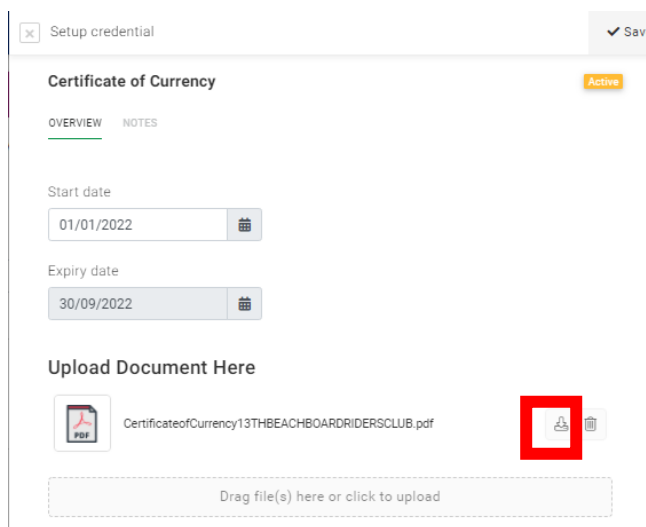 Setup credential
Sav
Certificate of Currency
Active
OVERVIEW NOTES
Start date
01/01/2022
Expiry date
30/09/2022
Upload Document Here
PDF
CertificateofCurrency13THBEACHBOARDRIDERSCLUB.pdf
Drag file(s) here or click to upload